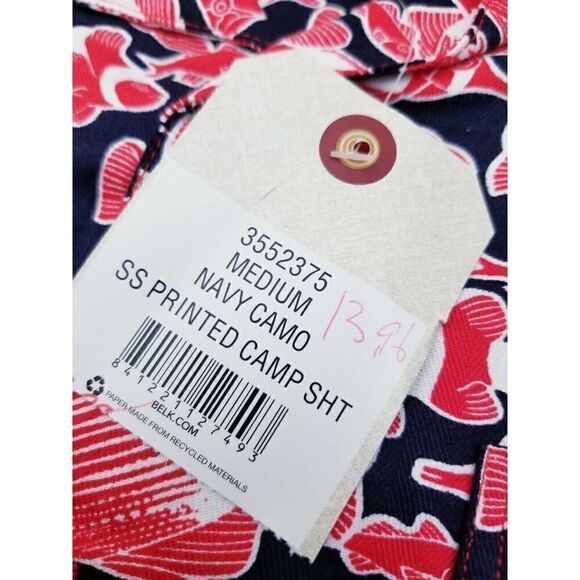 3552375
MEDIUM
NAVY CAMO
SS PRINTED CAMP SHT
13.96
841221127493
BELK.COM
PAPER MADE FROM RECYCLED MATERIALS